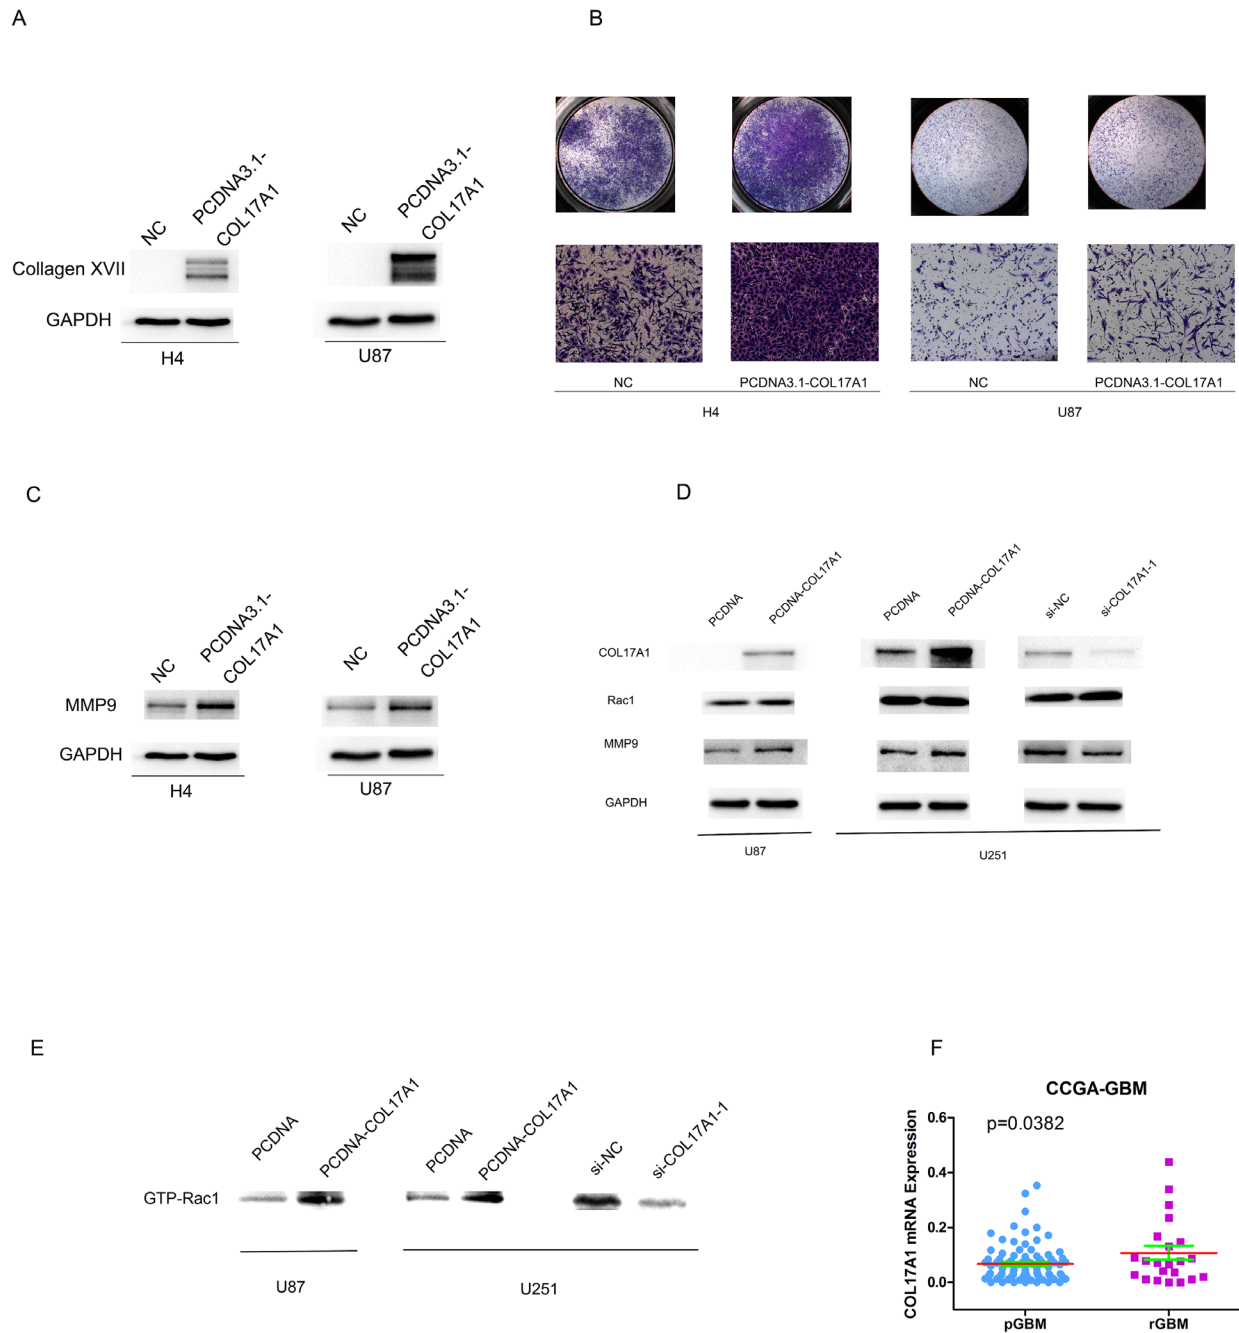 A
B
NC
PCDNA3.1-
COL17A1
NC
PCDNA3.1-
COL17A1
Collagen XVII
GAPDH
H4
U87
NC
PCDNA3.1-COL17A1
NC
PCDNA3.1-COL17A1
H4
U87
C
D
NC
PCDNA3.1-
COL17A1
NC
PCDNA3.1-
COL17A1
MMP9
GAPDH
H4
U87
PCDNA
PCDNA-COL17A1
PCDNA
PCDNA-COL17A1
si-NC
si-COL17A1-1
COL17A1
Rac1
MMP9
GAPDH
U87
U251
E
F
PCDNA
PCDNA-COL17A1
PCDNA
PCDNA-COL17A1
si-NC
si-COL17A1-1
GTP-Rac1
U87
U251
CCGA-GBM
p=0.0382
COL17A1 mRNA Expression
0.6
0.4
0.2
0.0
pGBM
rGBM